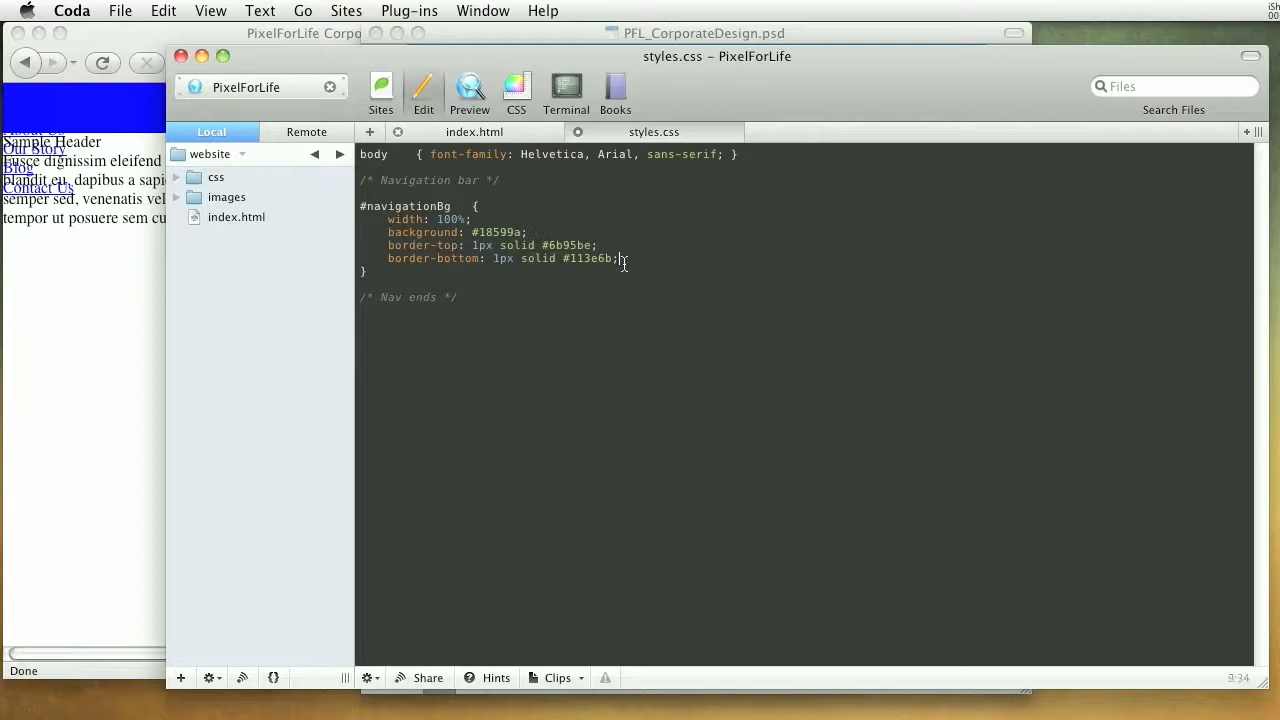 Coda File Edit View Text Go Sites Plug-ins Window Help
PixelForLife Corpo
PFL_CorporateDesign.psd
styles.css – PixelForLife
PixelForLife
Sites Edit Preview CSS Terminal Books
Files
Search Files
Local Remote
index.html styles.css
website
css
images
index.html
About Us
Sample Header
Our Story
Fusce dignissim eleifend
Blog
blandit eu, dapibus a sapi
Contact Us
semper sed, venenatis vel
tempor ut posuere sem cu
body { font-family: Helvetica, Arial, sans-serif; }
/* Navigation bar */
#navigationBg {
width: 100%;
background: #18599a;
border-top: 1px solid #6b95be;
border-bottom: 1px solid #113e6b;
}
/* Nav ends */
Done
Share Hints Clips